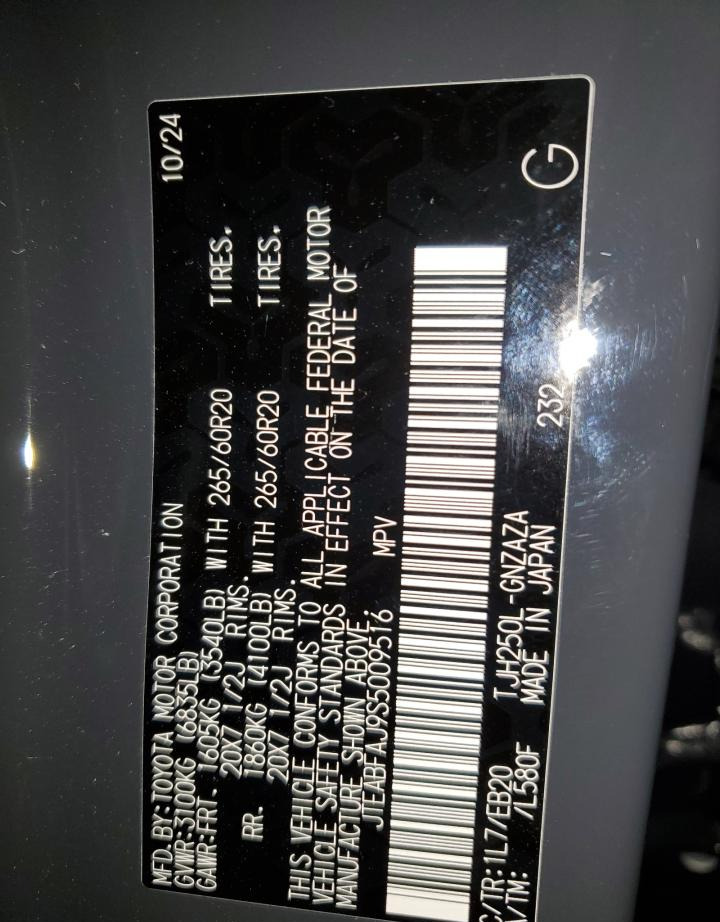 MFD.BY:TOYOTA MOTOR CORPORATION 10/24
GVWR:3100KG (6835LB)
GAWR:FRT. 1605KG (3540LB) WITH 265/60R20 TIRES.
20X7 1/2J RIMS.
RR. 1860KG (4100LB) WITH 265/60R20 TIRES.
20X7 1/2J RIMS.
THIS VEHICLE CONFORMS TO ALL APPLICABLE FEDERAL MOTOR
VEHICLE SAFETY STANDARDS IN EFFECT ON THE DATE OF
MANUFACTURE SHOWN ABOVE.
JTEABFAJ9S5009516 MPV
C/TR:1L7/EB20 TJH250L-GNZAZA
A/TM: /L580F MADE IN JAPAN 232 G